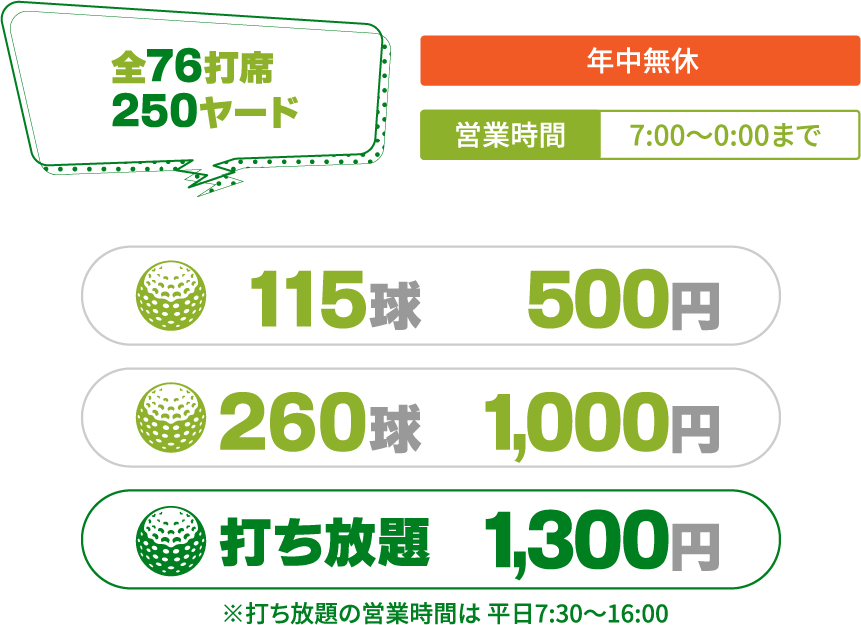 全76打席
250ヤード
年中無休
営業時間 7:00〜0:00まで
115球 500円
260球 1,000円
打ち放題 1,300円
※打ち放題の営業時間は 平日7:30〜16:00